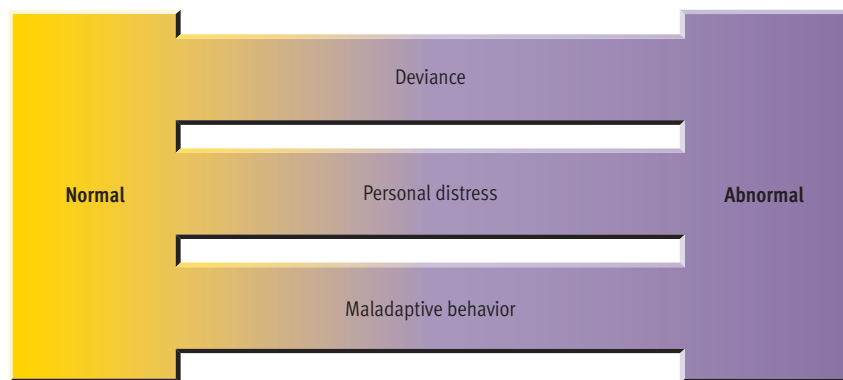 Deviance
Normal
Personal distress
Abnormal
Maladaptive behavior